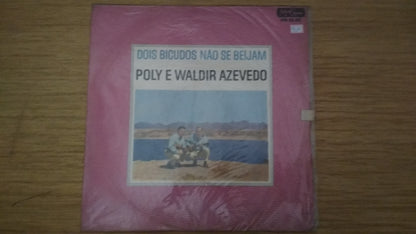 DOIS BICUDOS NÃO SE BEIJAM
POLY E WALDIR AZEVEDO